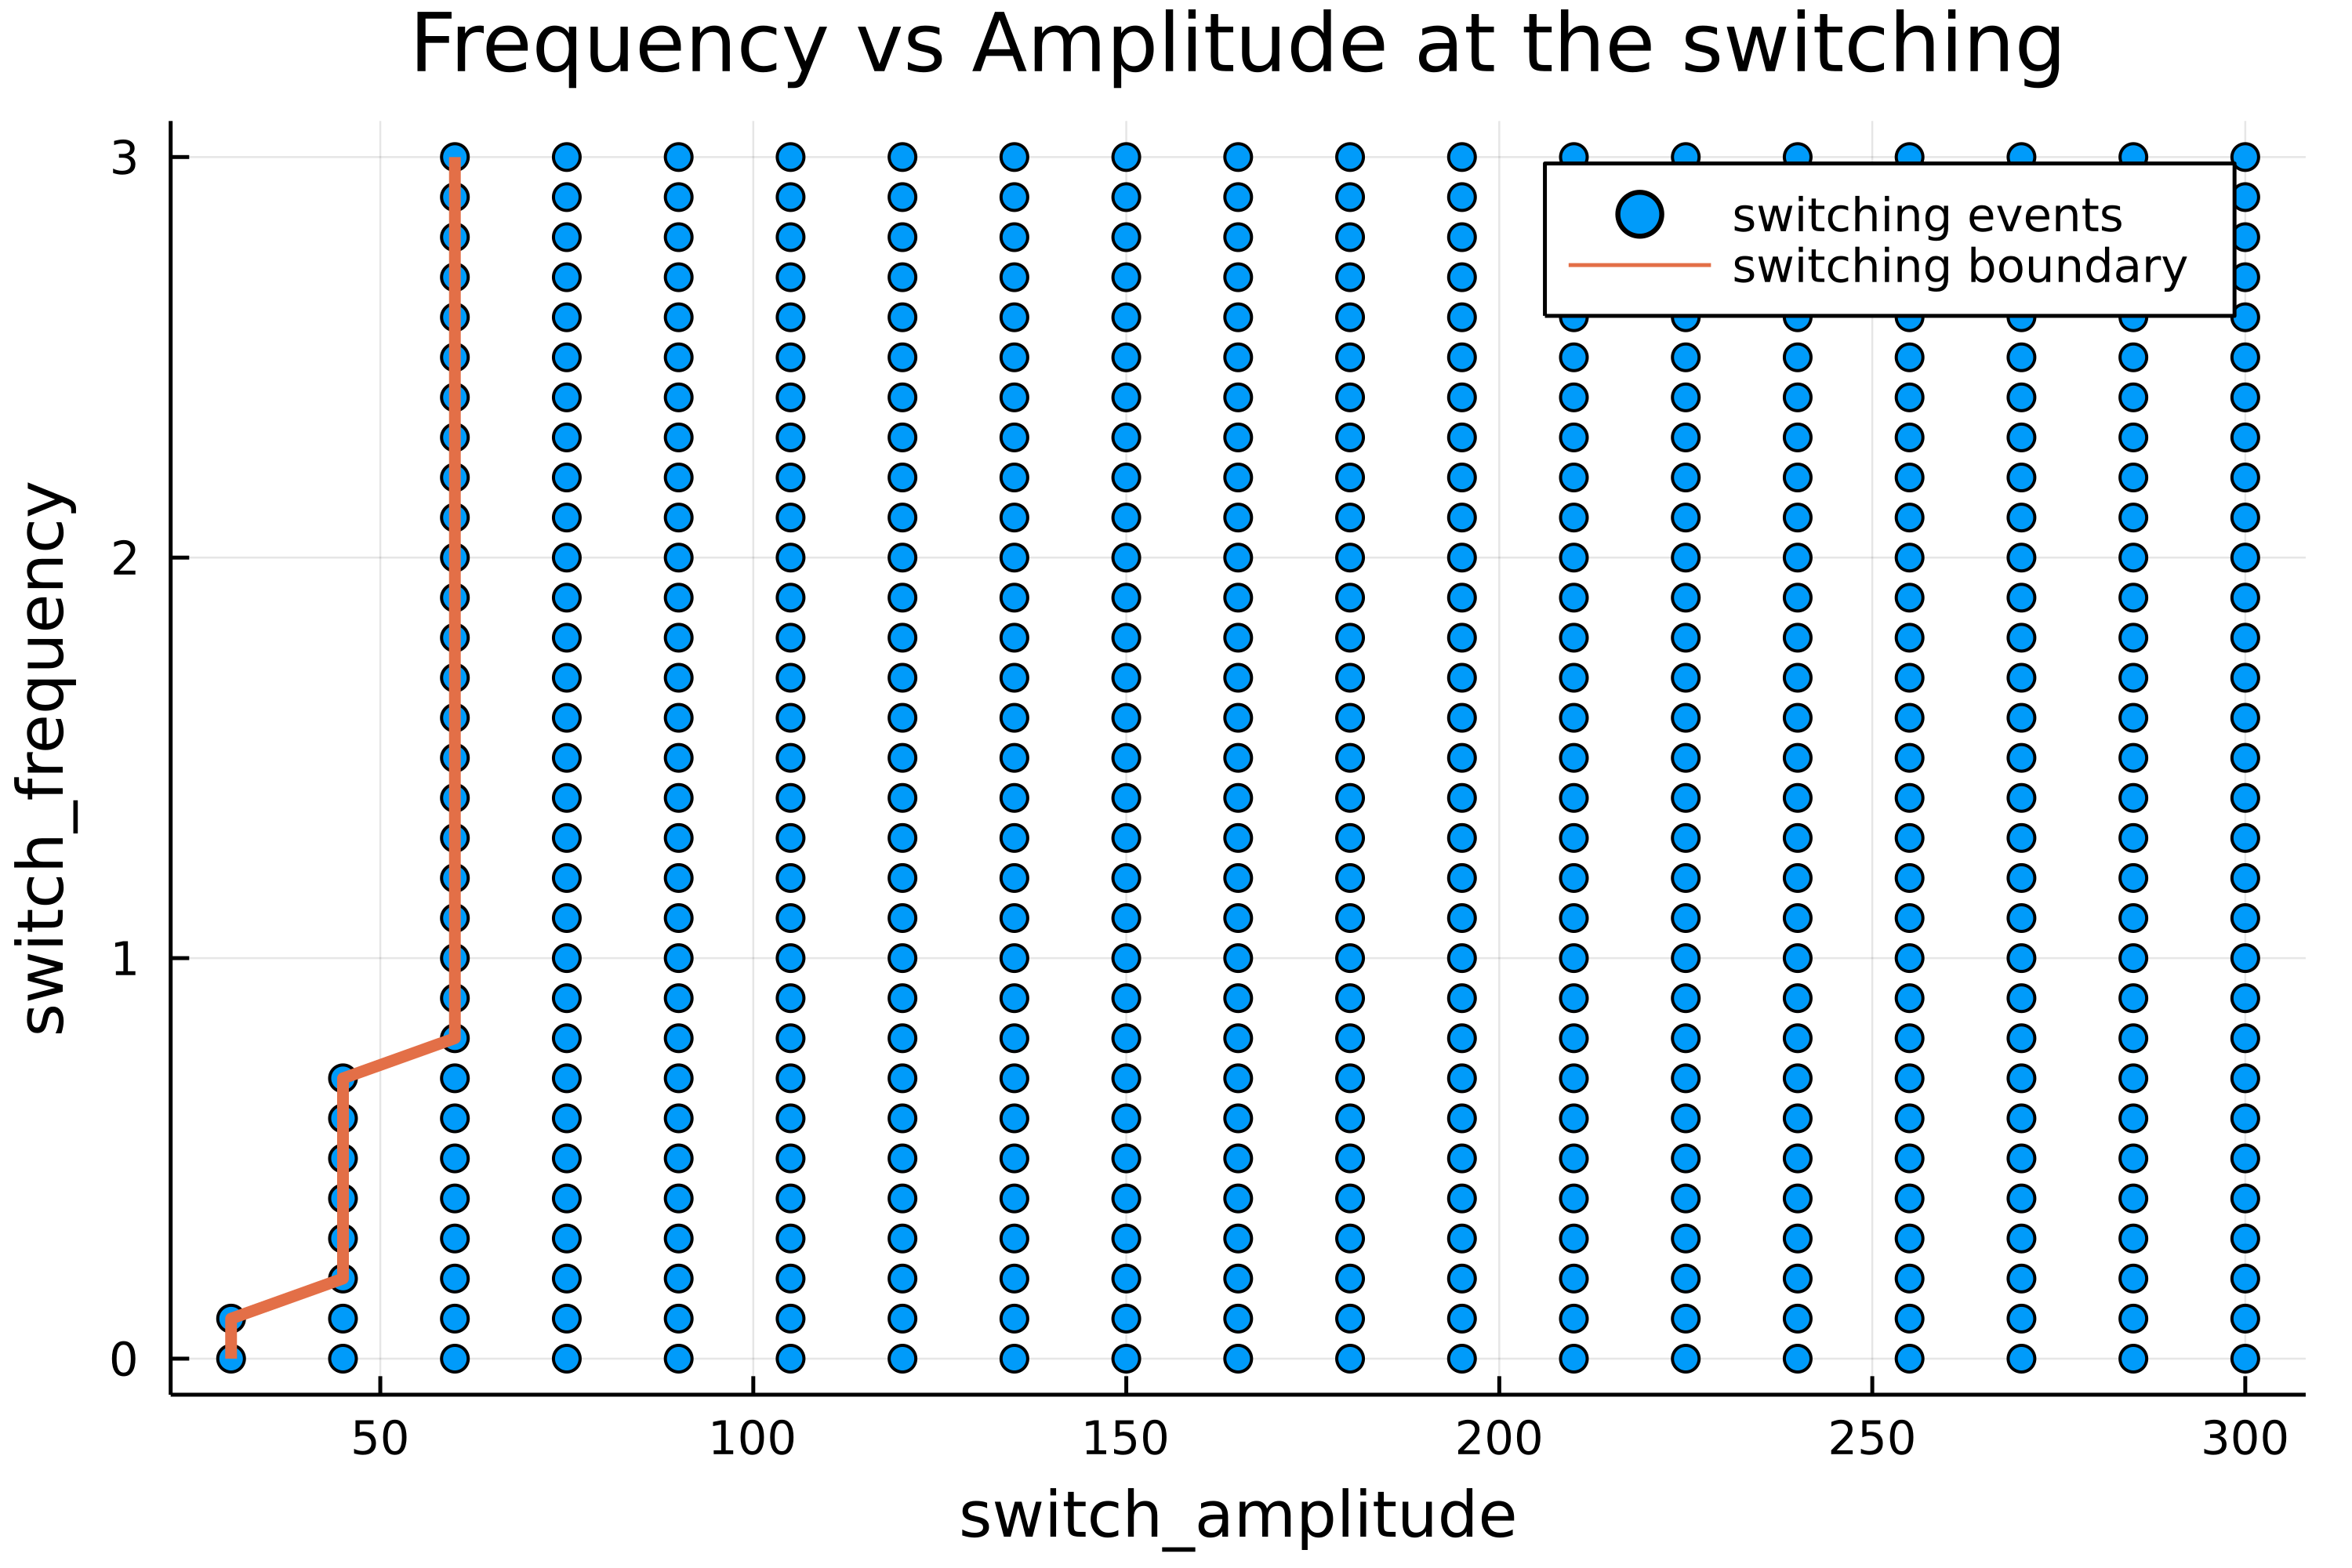 Frequency vs Amplitude at the switching
switching events
switching boundary
switch_frequency
3
2
1
0
50 100 150 200 250 300
switch_amplitude